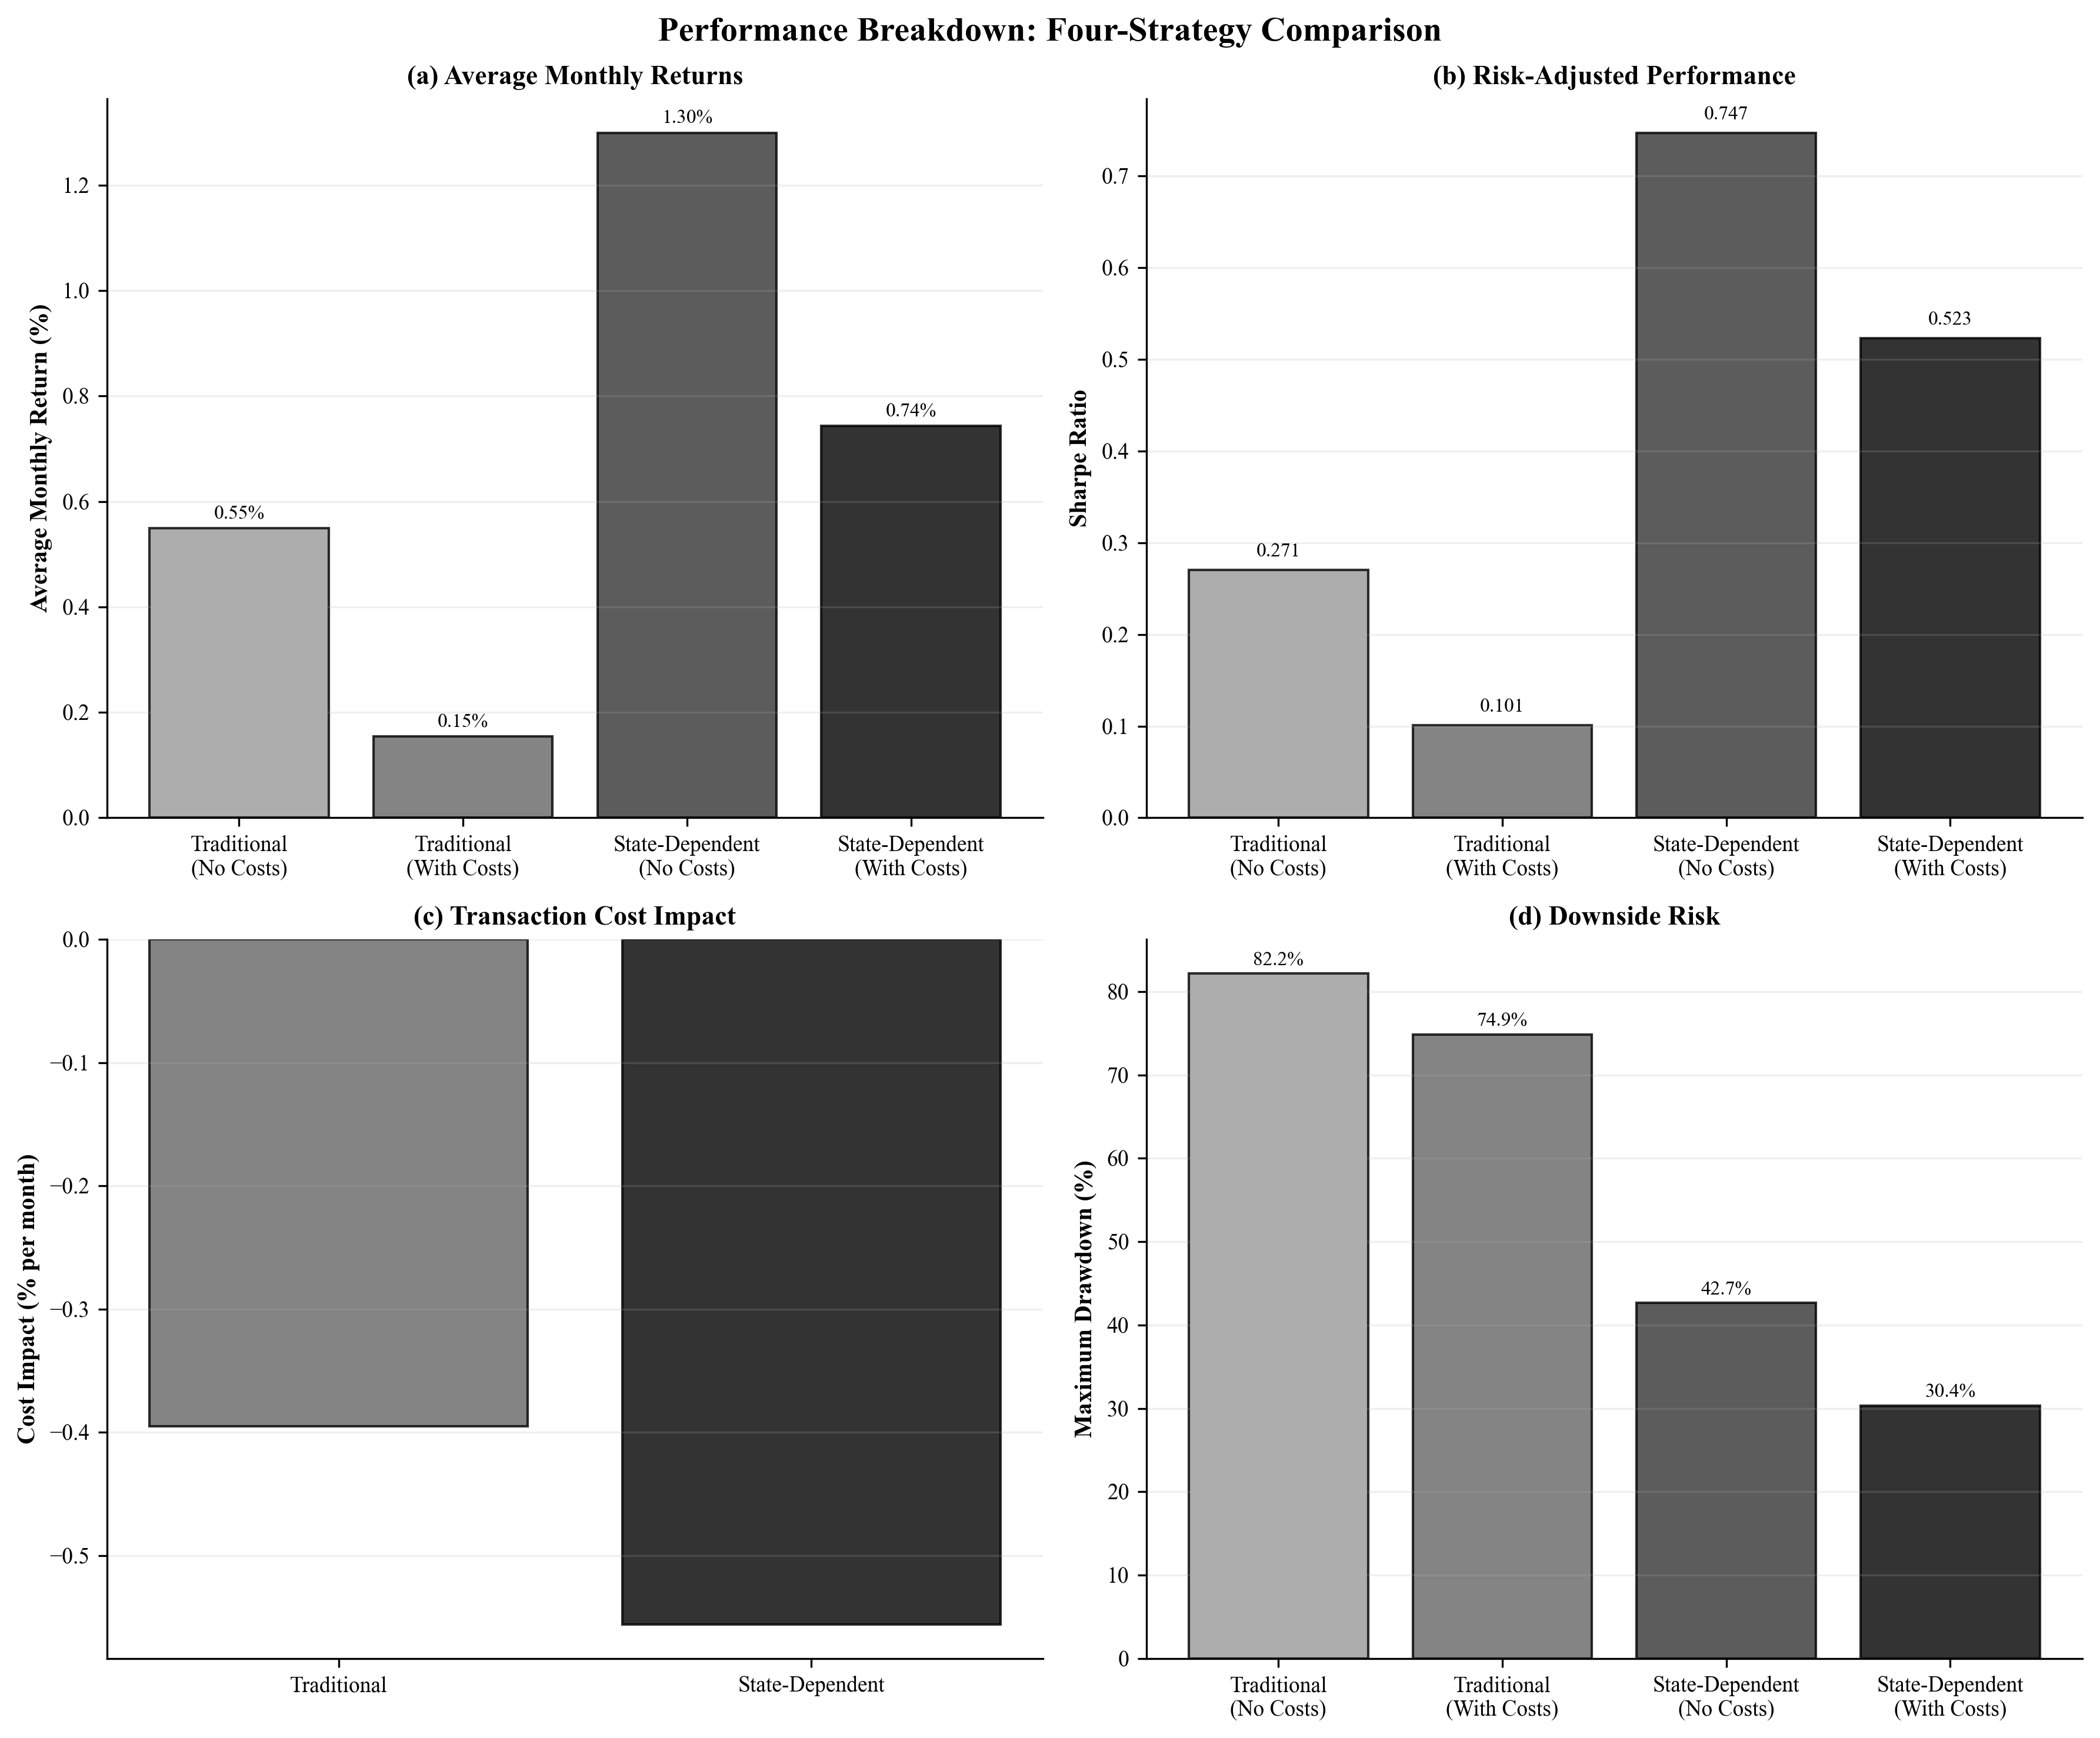 Performance Breakdown: Four-Strategy Comparison
(a) Average Monthly Returns
Average Monthly Return (%)
1.2
1.0
0.8
0.6
0.4
0.2
0.0
0.55%
0.15%
1.30%
0.74%
Traditional
(No Costs)
Traditional
(With Costs)
State-Dependent
(No Costs)
State-Dependent
(With Costs)
(b) Risk-Adjusted Performance
Sharpe Ratio
0.7
0.6
0.5
0.4
0.3
0.2
0.1
0.0
0.271
0.101
0.747
0.523
Traditional
(No Costs)
Traditional
(With Costs)
State-Dependent
(No Costs)
State-Dependent
(With Costs)
(c) Transaction Cost Impact
Cost Impact (% per month)
0.0
−0.1
−0.2
−0.3
−0.4
−0.5
Traditional
State-Dependent
(d) Downside Risk
Maximum Drawdown (%)
80
70
60
50
40
30
20
10
0
82.2%
74.9%
42.7%
30.4%
Traditional
(No Costs)
Traditional
(With Costs)
State-Dependent
(No Costs)
State-Dependent
(With Costs)